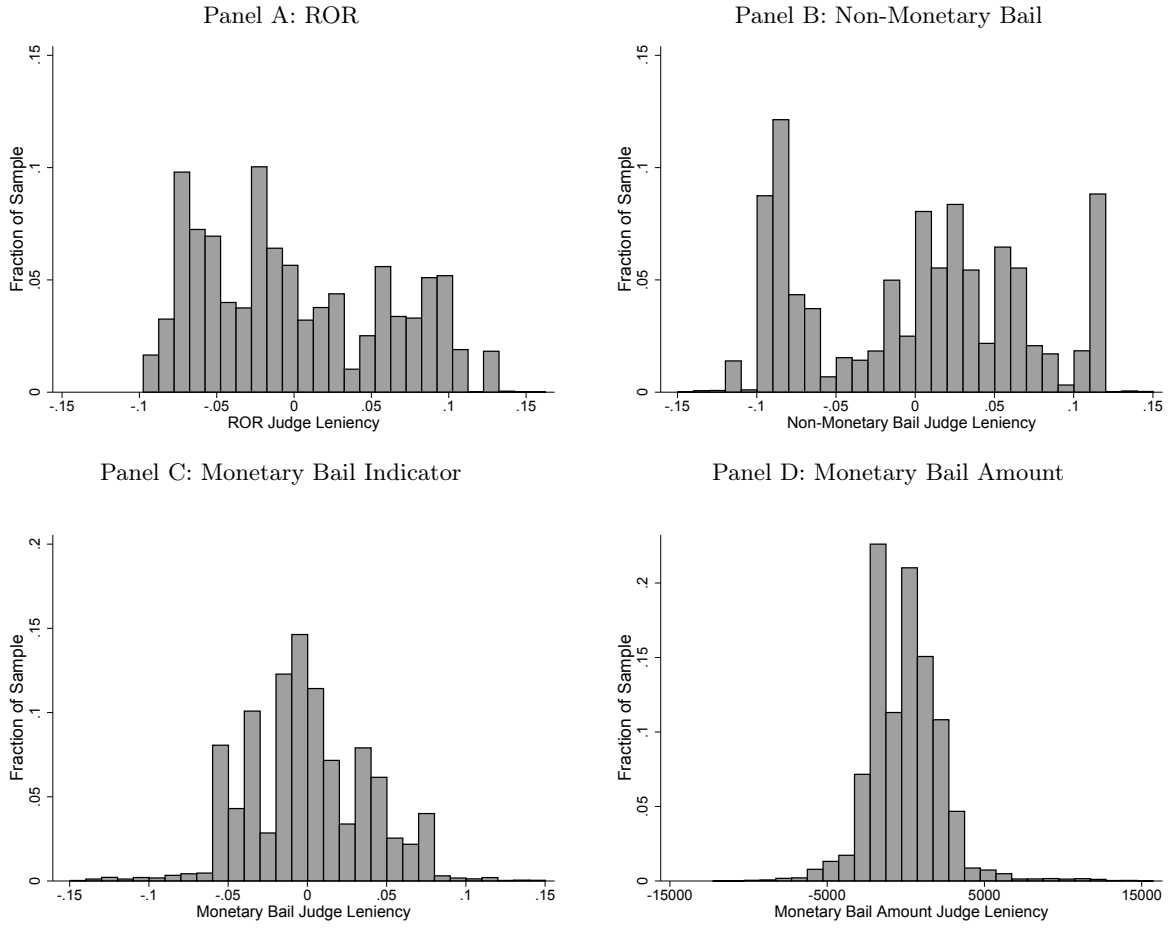 Panel A: ROR
Fraction of Sample
0 .05 .1 .15
-.15 -.1 -.05 0 .05 .1 .15
ROR Judge Leniency
Panel B: Non-Monetary Bail
Fraction of Sample
0 .05 .1 .15
-.15 -.1 -.05 0 .05 .1 .15
Non-Monetary Bail Judge Leniency
Panel C: Monetary Bail Indicator
Fraction of Sample
0 .05 .1 .15 .2
-.15 -.1 -.05 0 .05 .1 .15
Monetary Bail Judge Leniency
Panel D: Monetary Bail Amount
Fraction of Sample
0 .05 .1 .15 .2
-15000 -5000 5000 15000
Monetary Bail Amount Judge Leniency